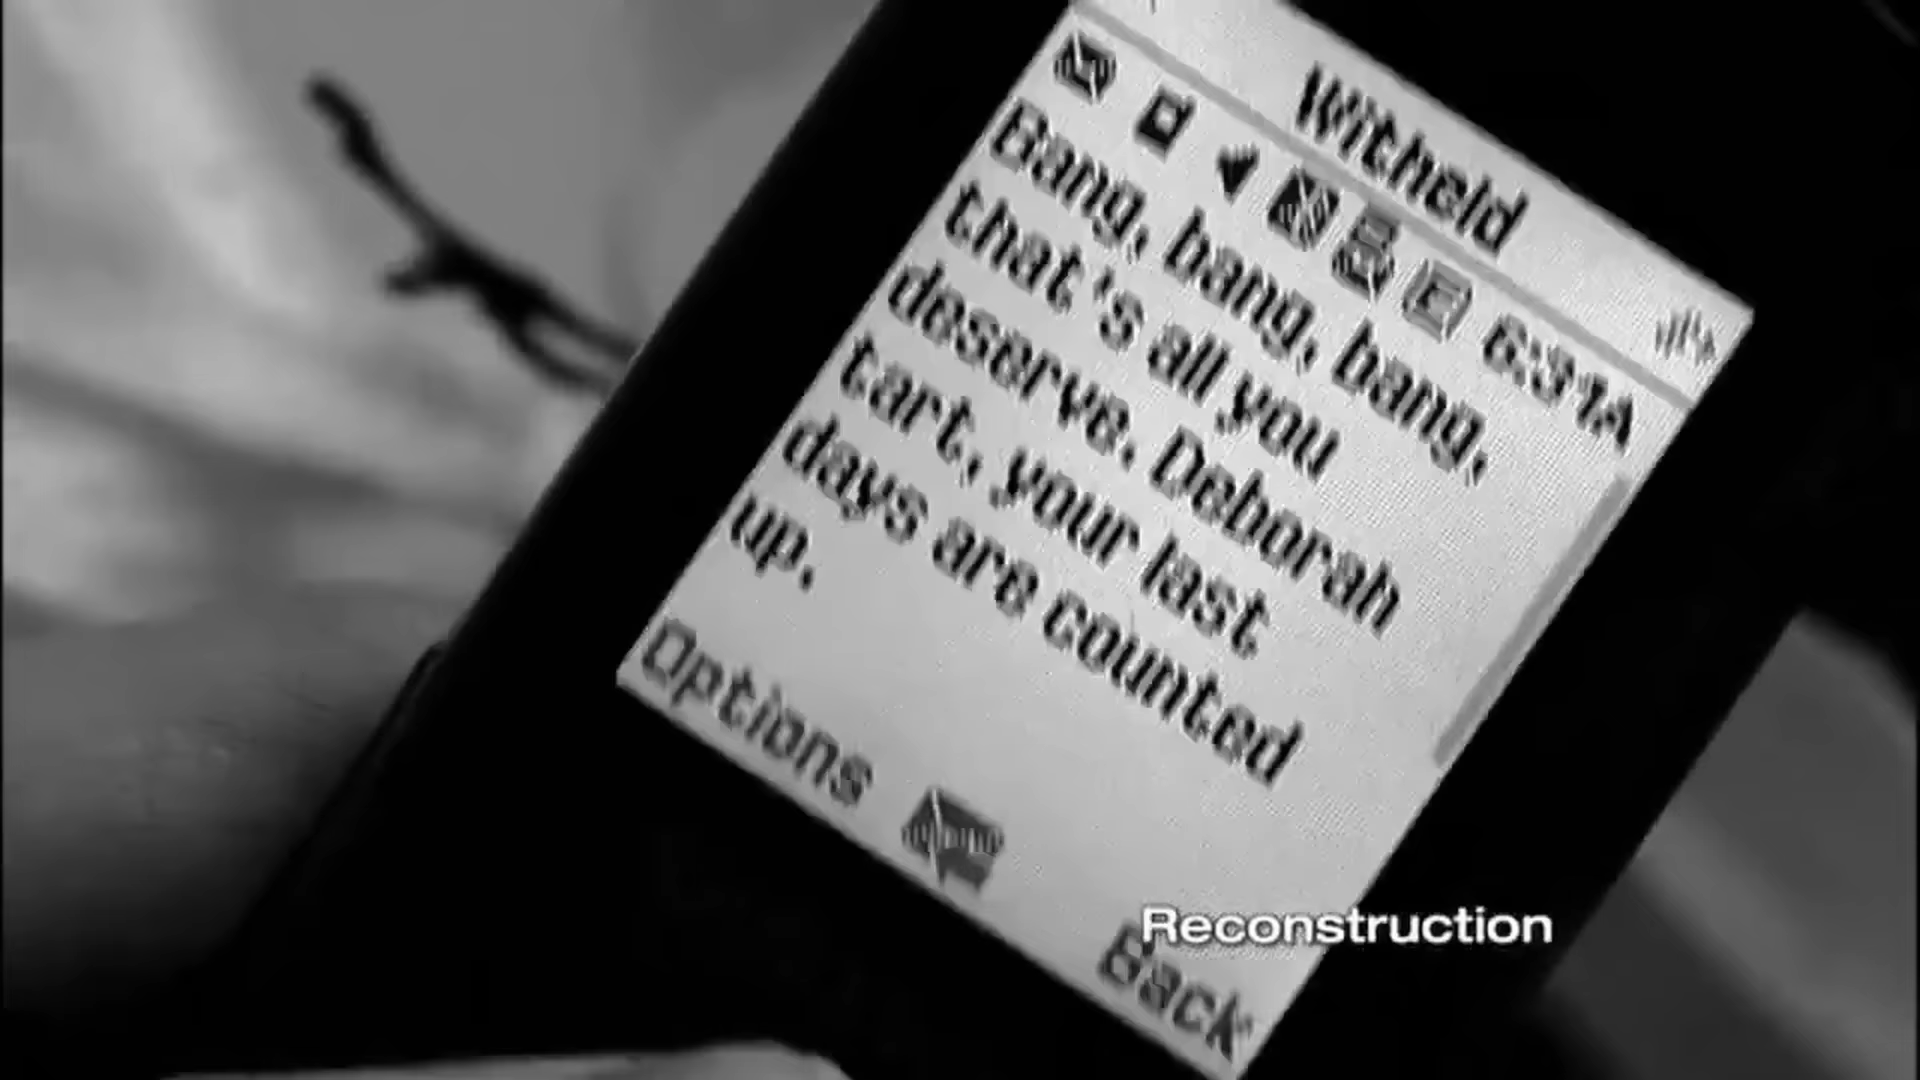 Witheld
6:31A
Bang, bang, bang,
that's all you
deserve. Deborah
tart, your last
days are counted
up.
Options
Back
Reconstruction